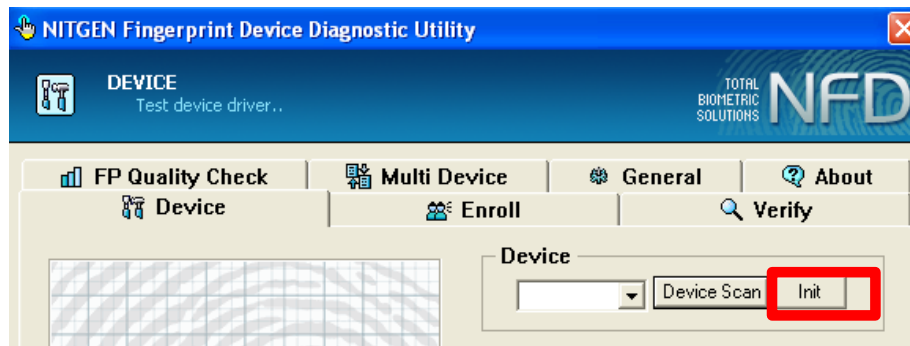 NITGEN Fingerprint Device Diagnostic Utility
DEVICE
Test device driver..
TOTAL
BIOMETRIC
SOLUTIONS
NFD
FP Quality Check
Multi Device
General
About
Device
Enroll
Verify
Device
Device Scan
Init